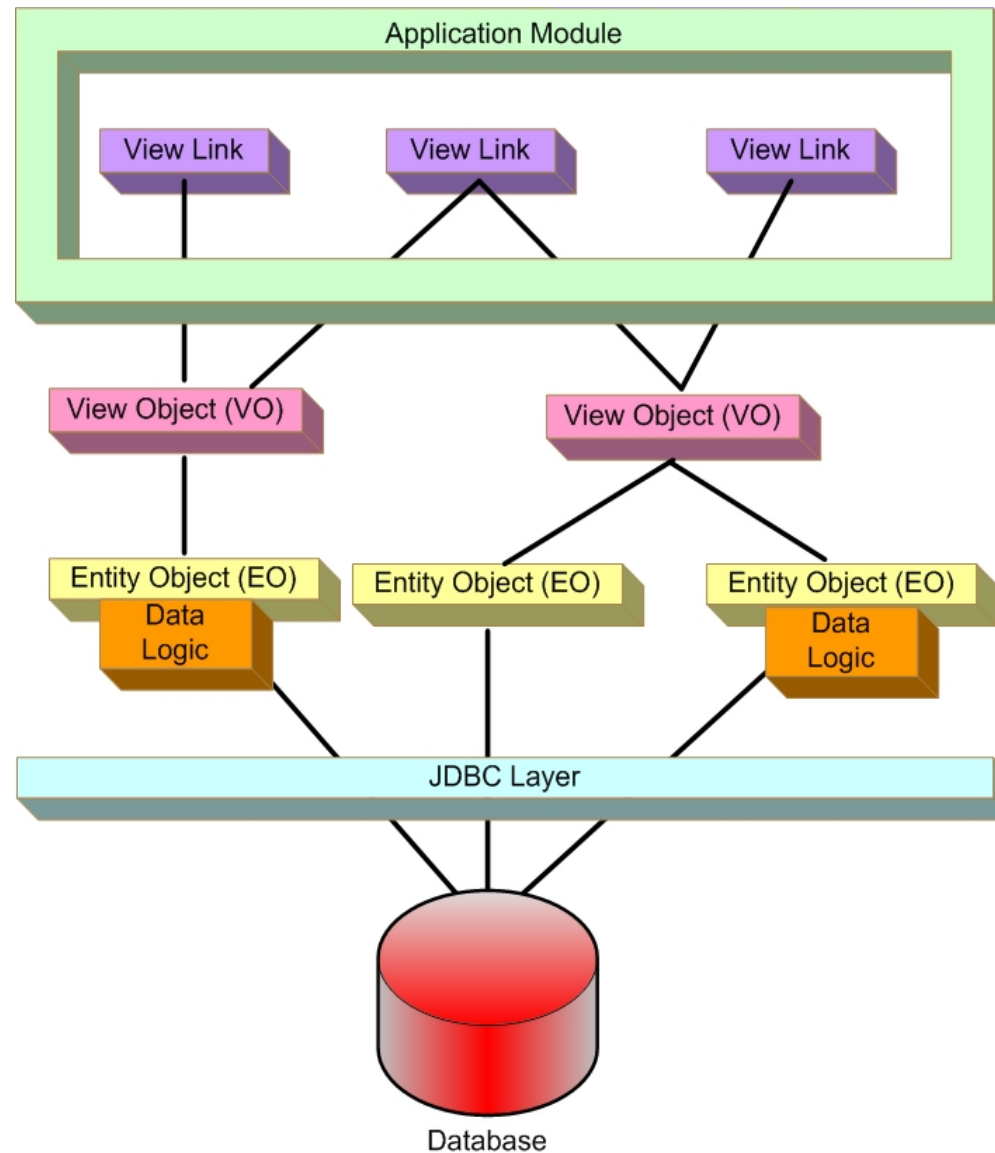 Application Module
View Link
View Link
View Link
View Object (VO)
View Object (VO)
Entity Object (EO)
Entity Object (EO)
Entity Object (EO)
Data
Logic
Data
Logic
JDBC Layer
Database